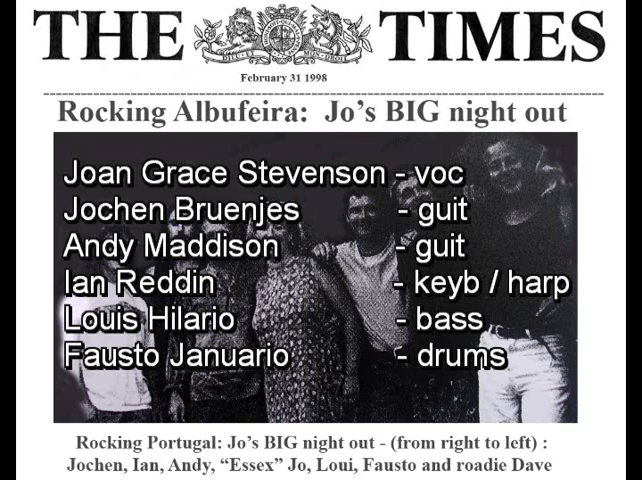 THE TIMES
February 31 1998
Rocking Albufeira: Jo's BIG night out
Joan Grace Stevenson - voc
Jochen Bruenjes - guit
Andy Maddison - guit
Ian Reddin - keyb / harp
Louis Hilario - bass
Fausto Januario - drums
Rocking Portugal: Jo's BIG night out - (from right to left) :
Jochen, Ian, Andy, “Essex” Jo, Loui, Fausto and roadie Dave